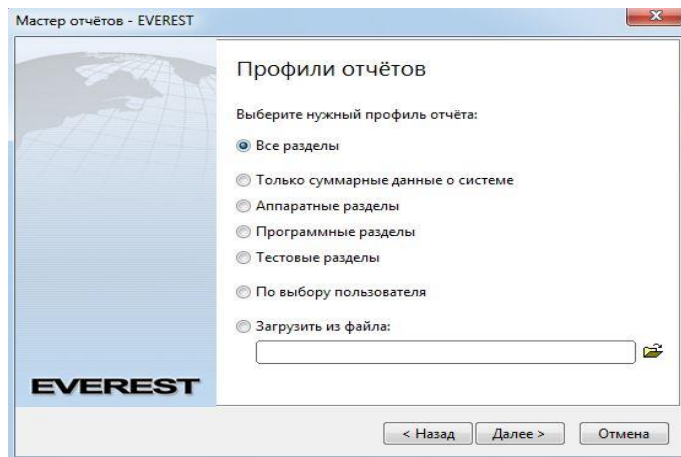 Мастер отчётов - EVEREST
Профили отчётов
Выберите нужный профиль отчёта:
Все разделы
Только суммарные данные о системе
Аппаратные разделы
Программные разделы
Тестовые разделы
По выбору пользователя
Загрузить из файла:
EVEREST
< Назад
Далее >
Отмена